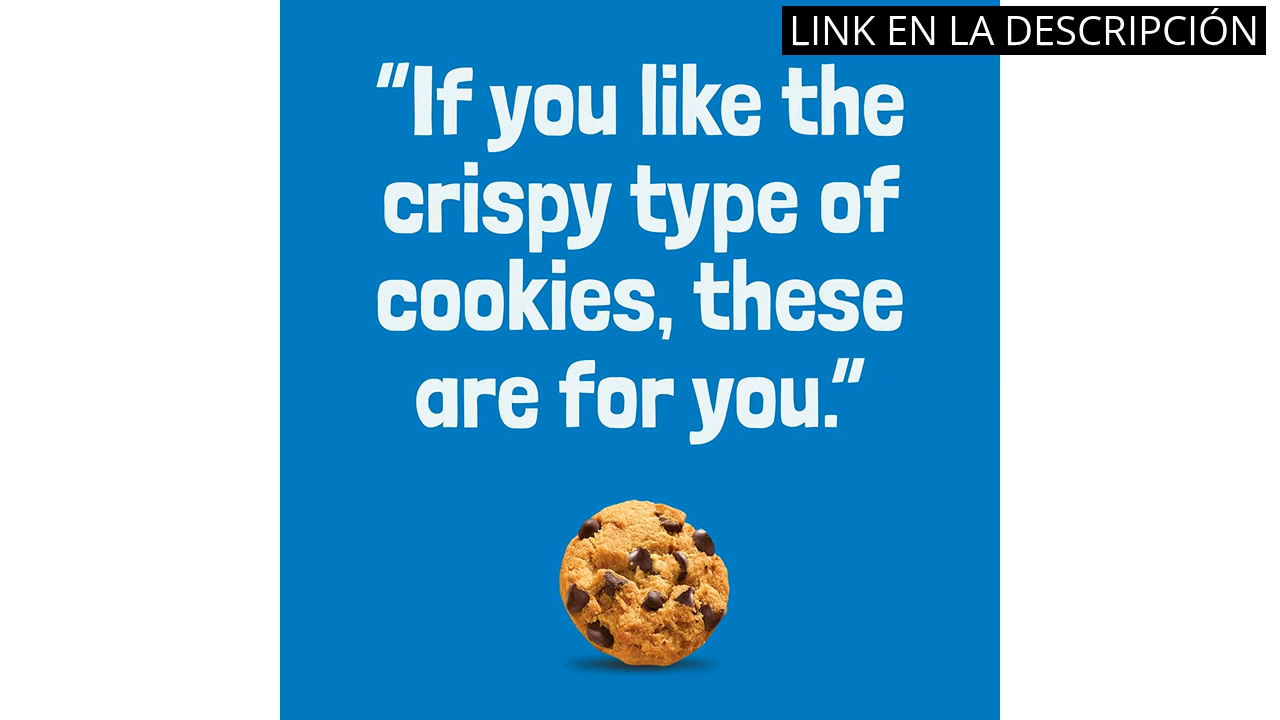 LINK EN LA DESCRIPCIÓN
"If you like the
crispy type of
cookies, these
are for you."